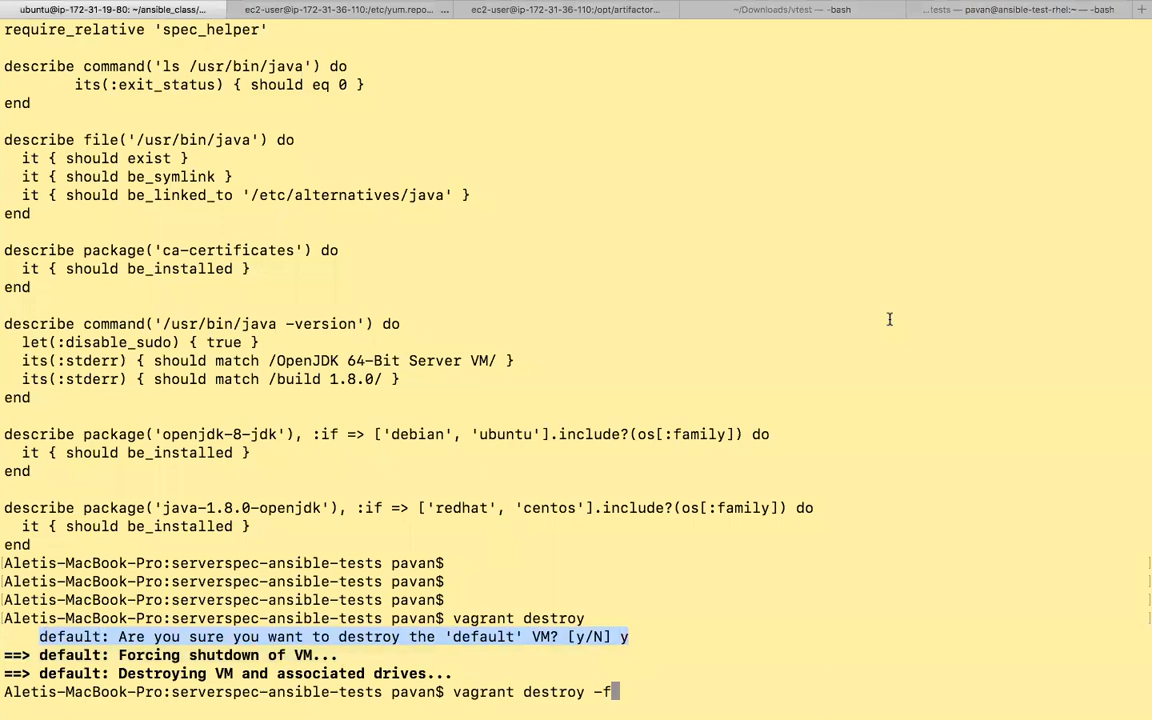 ubuntu@ip-172-31-19-80: ~/ansible_class/... ec2-user@ip-172-31-36-110:/etc/yum.repo... ... ec2-user@ip-172-31-36-110:/opt/artifactor... ~/Downloads/vtest — -bash ...tests — pavan@ansible-test-rhel:~ — -bash +
require_relative 'spec_helper'
describe command('ls /usr/bin/java') do
its(:exit_status) { should eq 0 }
end
describe file('/usr/bin/java') do
it { should exist }
it { should be_symlink }
it { should be_linked_to '/etc/alternatives/java' }
end
describe package('ca-certificates') do
it { should be_installed }
end
describe command('/usr/bin/java -version') do
let(:disable_sudo) { true }
its(:stderr) { should match /OpenJDK 64-Bit Server VM/ }
its(:stderr) { should match /build 1.8.0/ }
end
describe package('openjdk-8-jdk'), :if => ['debian', 'ubuntu'].include?(os[:family]) do
it { should be_installed }
end
describe package('java-1.8.0-openjdk'), :if => ['redhat', 'centos'].include?(os[:family]) do
it { should be_installed }
end
[Aletis-MacBook-Pro:serverspec-ansible-tests pavan$ ]
[Aletis-MacBook-Pro:serverspec-ansible-tests pavan$ ]
[Aletis-MacBook-Pro:serverspec-ansible-tests pavan$ ]
[Aletis-MacBook-Pro:serverspec-ansible-tests pavan$ vagrant destroy ]
default: Are you sure you want to destroy the 'default' VM? [y/N] y
==> default: Forcing shutdown of VM...
==> default: Destroying VM and associated drives...
Aletis-MacBook-Pro:serverspec-ansible-tests pavan$ vagrant destroy -f